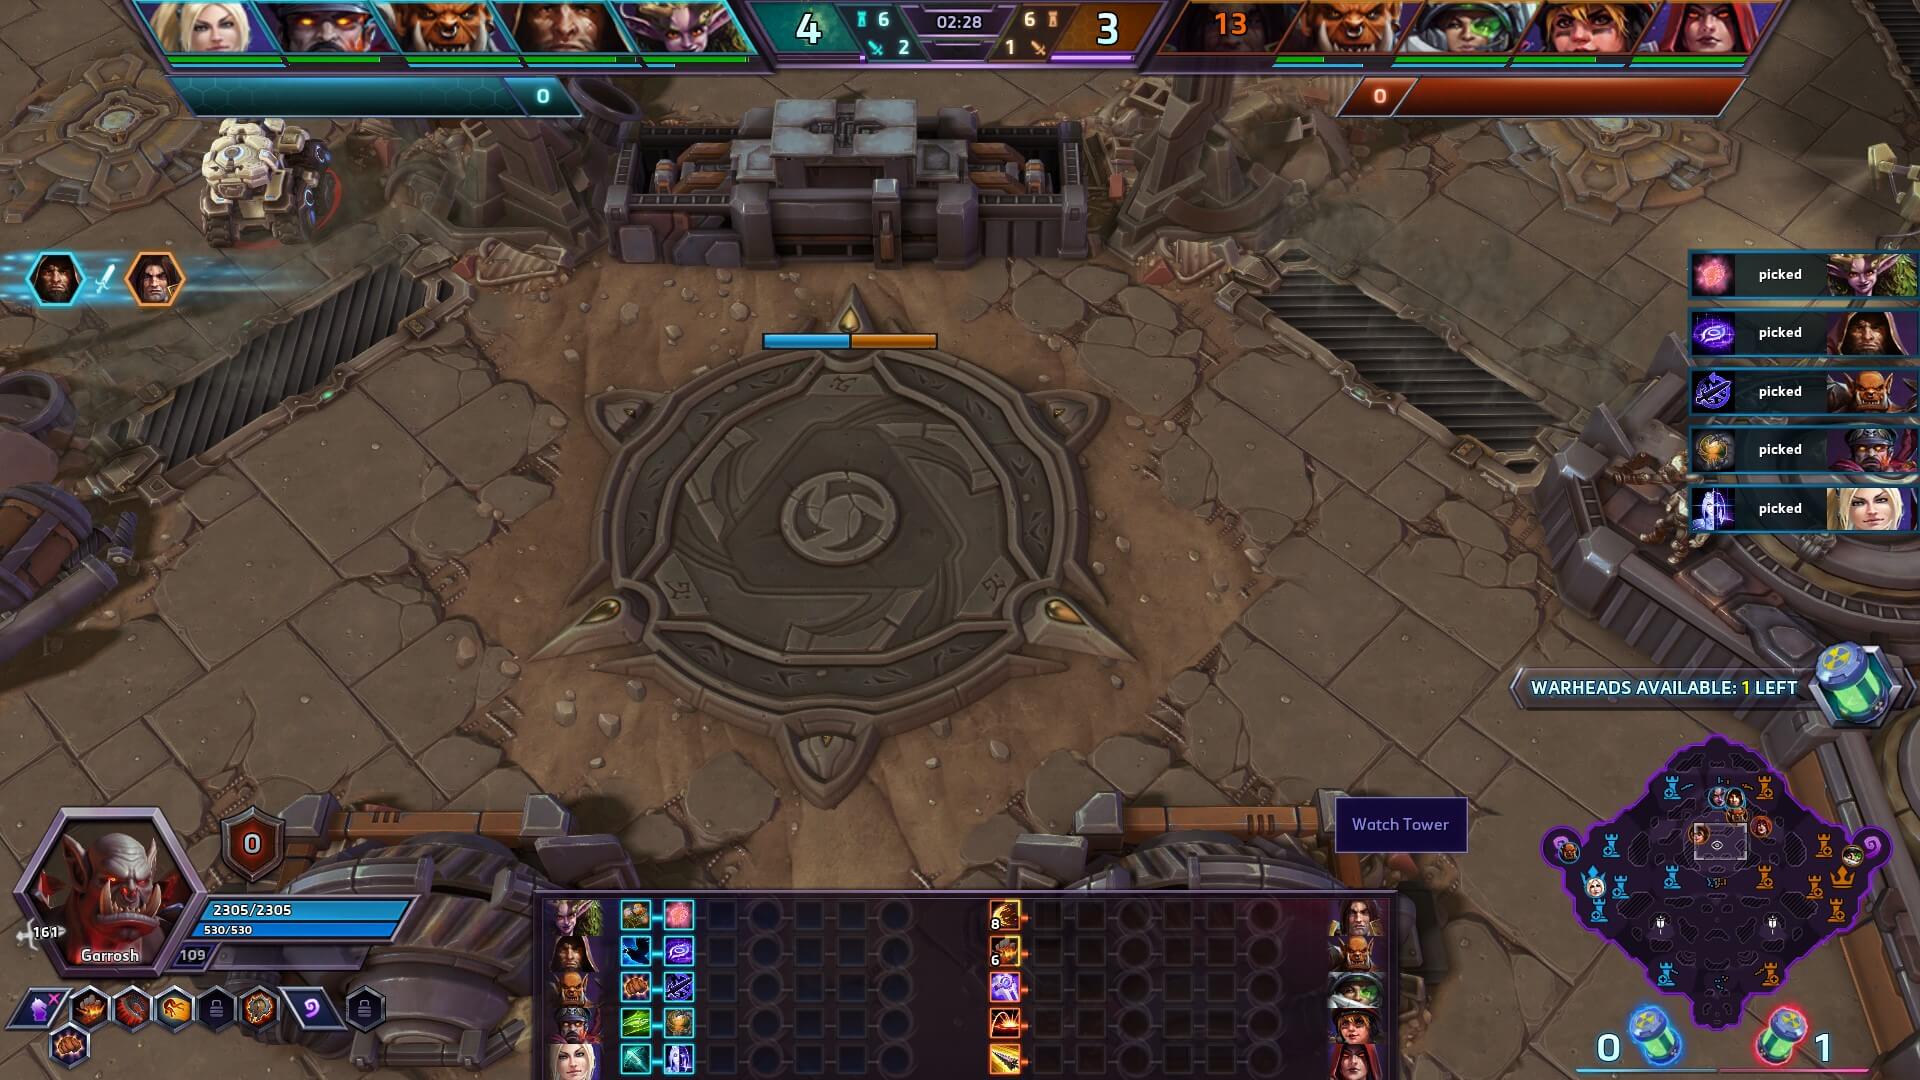 4
6
2
02:28
6
1
3
13
0
0
picked
picked
picked
picked
picked
WARHEADS AVAILABLE: 1 LEFT
Watch Tower
0
2305/2305
530/530
161
Garrosh
109
8
6
0
1